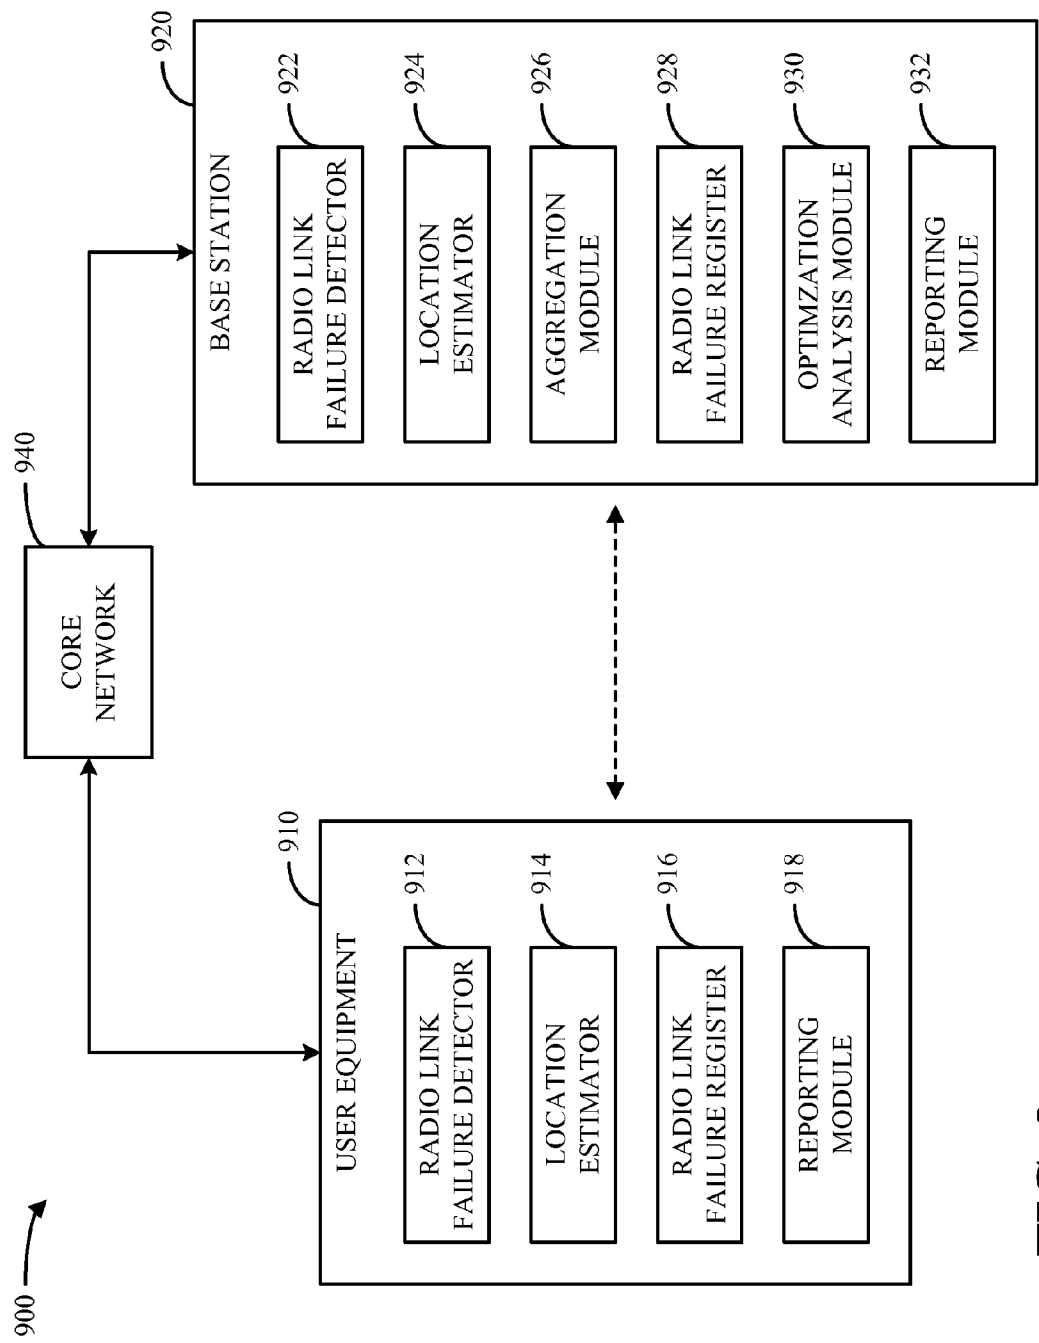 900
CORE
NETWORK
940
USER EQUIPMENT
910
RADIO LINK
FAILURE DETECTOR
912
LOCATION
ESTIMATOR
914
RADIO LINK
FAILURE REGISTER
916
REPORTING
MODULE
918
BASE STATION
920
RADIO LINK
FAILURE DETECTOR
922
LOCATION
ESTIMATOR
924
AGGREGATION
MODULE
926
RADIO LINK
FAILURE REGISTER
928
OPTIMZATION
ANALYSIS MODULE
930
REPORTING
MODULE
932